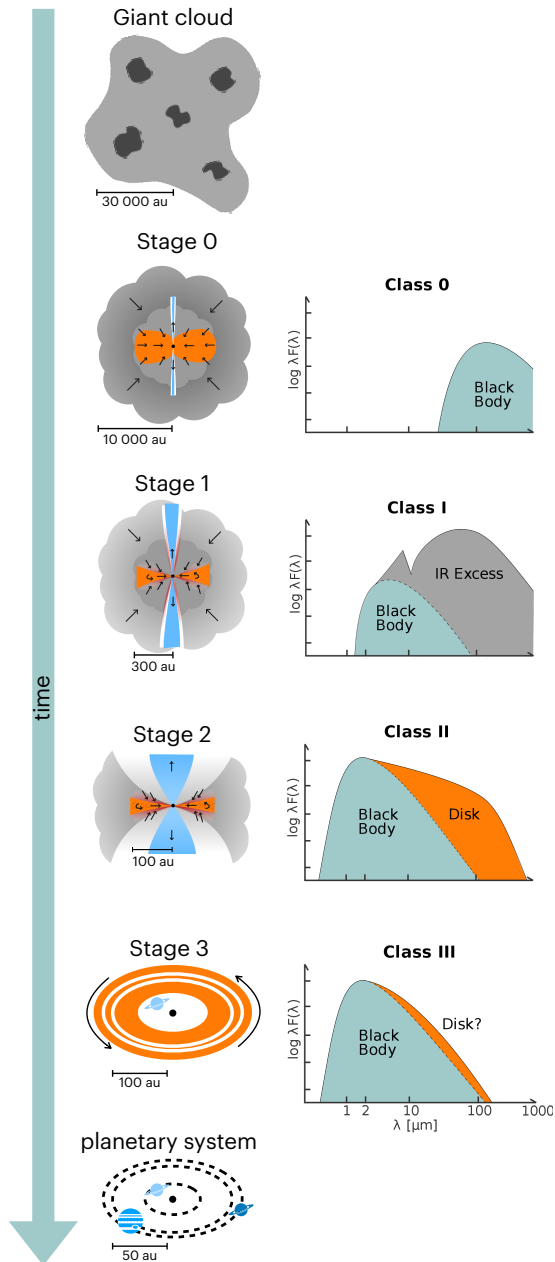 Giant cloud
30 000 au
Stage 0
10 000 au
Class 0
log λF(λ)
Black
Body
Stage 1
300 au
Class I
log λF(λ)
IR Excess
Black
Body
time
Stage 2
100 au
Class II
log λF(λ)
Black
Body
Disk
Stage 3
100 au
Class III
log λF(λ)
Black
Body
Disk?
1 2 10 100 1000
λ [μm]
planetary system
50 au